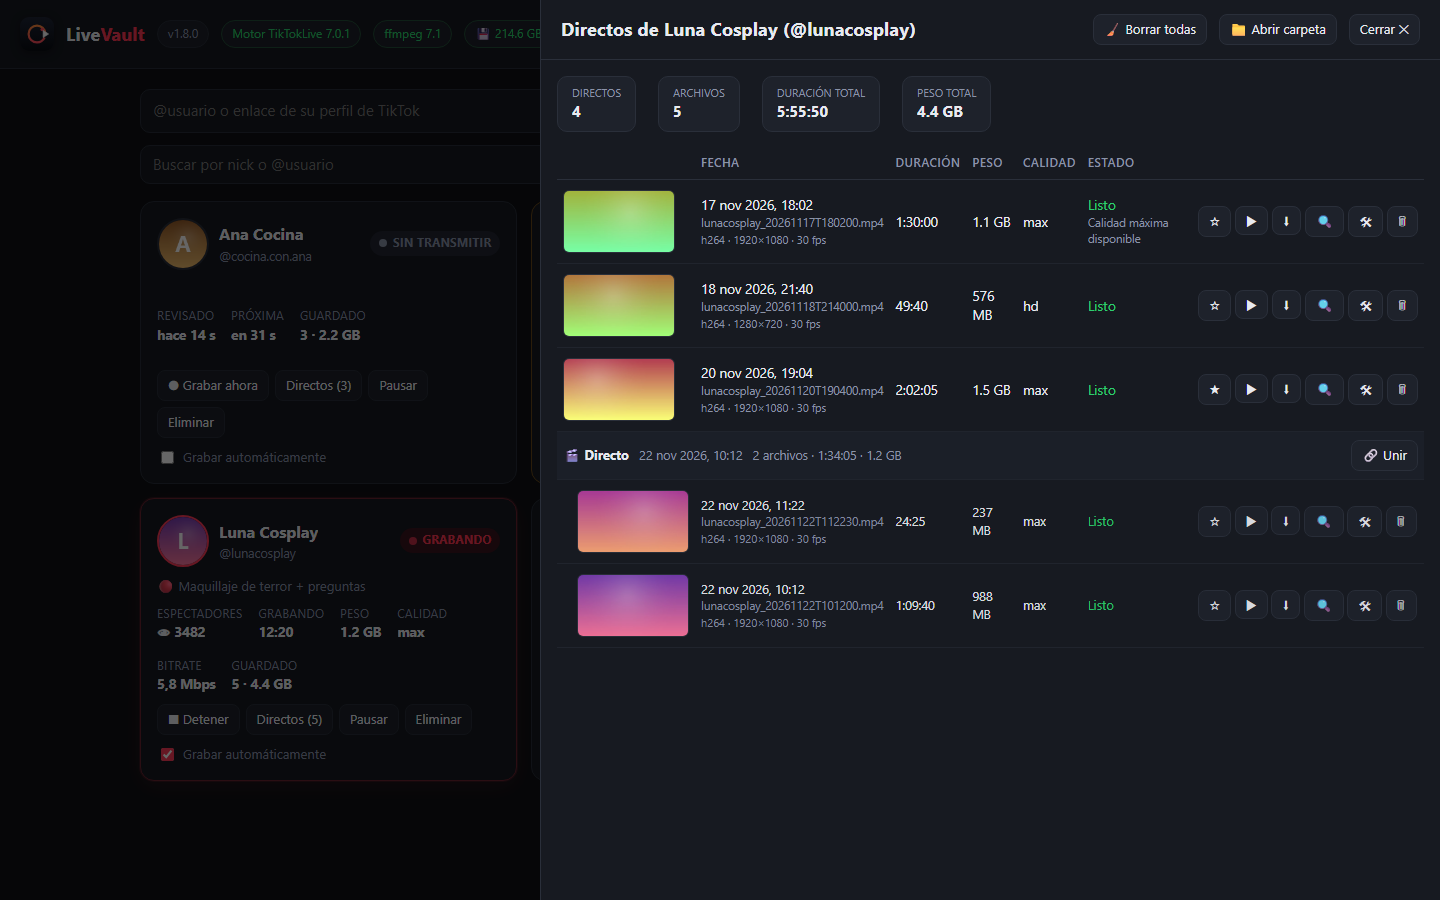 LiveVault
v1.8.0
Motor TikTokLive 7.0.1
ffmpeg 7.1
214.6 GB
@usuario o enlace de su perfil de TikTok
Buscar por nick o @usuario
A
Ana Cocina
@cocina.con.ana
SIN TRANSMITIR
REVISADO PRÓXIMA GUARDADO
hace 14 s en 31 s 3 · 2.2 GB
Grabar ahora Directos (3) Pausar
Eliminar
Grabar automáticamente
L
Luna Cosplay
@lunacosplay
GRABANDO
Maquillaje de terror + preguntas
ESPECTADORES GRABANDO PESO CALIDAD
3482 12:20 1.2 GB max
BITRATE GUARDADO
5,8 Mbps 5 · 4.4 GB
Detener Directos (5) Pausar Eliminar
Grabar automáticamente
Directos de Luna Cosplay (@lunacosplay)
Borrar todas
Abrir carpeta
Cerrar ✕
DIRECTOS ARCHIVOS DURACIÓN TOTAL PESO TOTAL
4 5 5:55:50 4.4 GB
FECHA DURACIÓN PESO CALIDAD ESTADO
17 nov 2026, 18:02
lunacosplay_20261117T180200.mp4
h264 · 1920×1080 · 30 fps
1:30:00 1.1 GB max
Listo
Calidad máxima
disponible
18 nov 2026, 21:40
lunacosplay_20261118T214000.mp4
h264 · 1280×720 · 30 fps
49:40
576
MB
hd
Listo
20 nov 2026, 19:04
lunacosplay_20261120T190400.mp4
h264 · 1920×1080 · 30 fps
2:02:05 1.5 GB max
Listo
Directo 22 nov 2026, 10:12 2 archivos · 1:34:05 · 1.2 GB
Unir
22 nov 2026, 11:22
lunacosplay_20261122T112230.mp4
h264 · 1920×1080 · 30 fps
24:25
237
MB
max
Listo
22 nov 2026, 10:12
lunacosplay_20261122T101200.mp4
h264 · 1920×1080 · 30 fps
1:09:40
988
MB
max
Listo